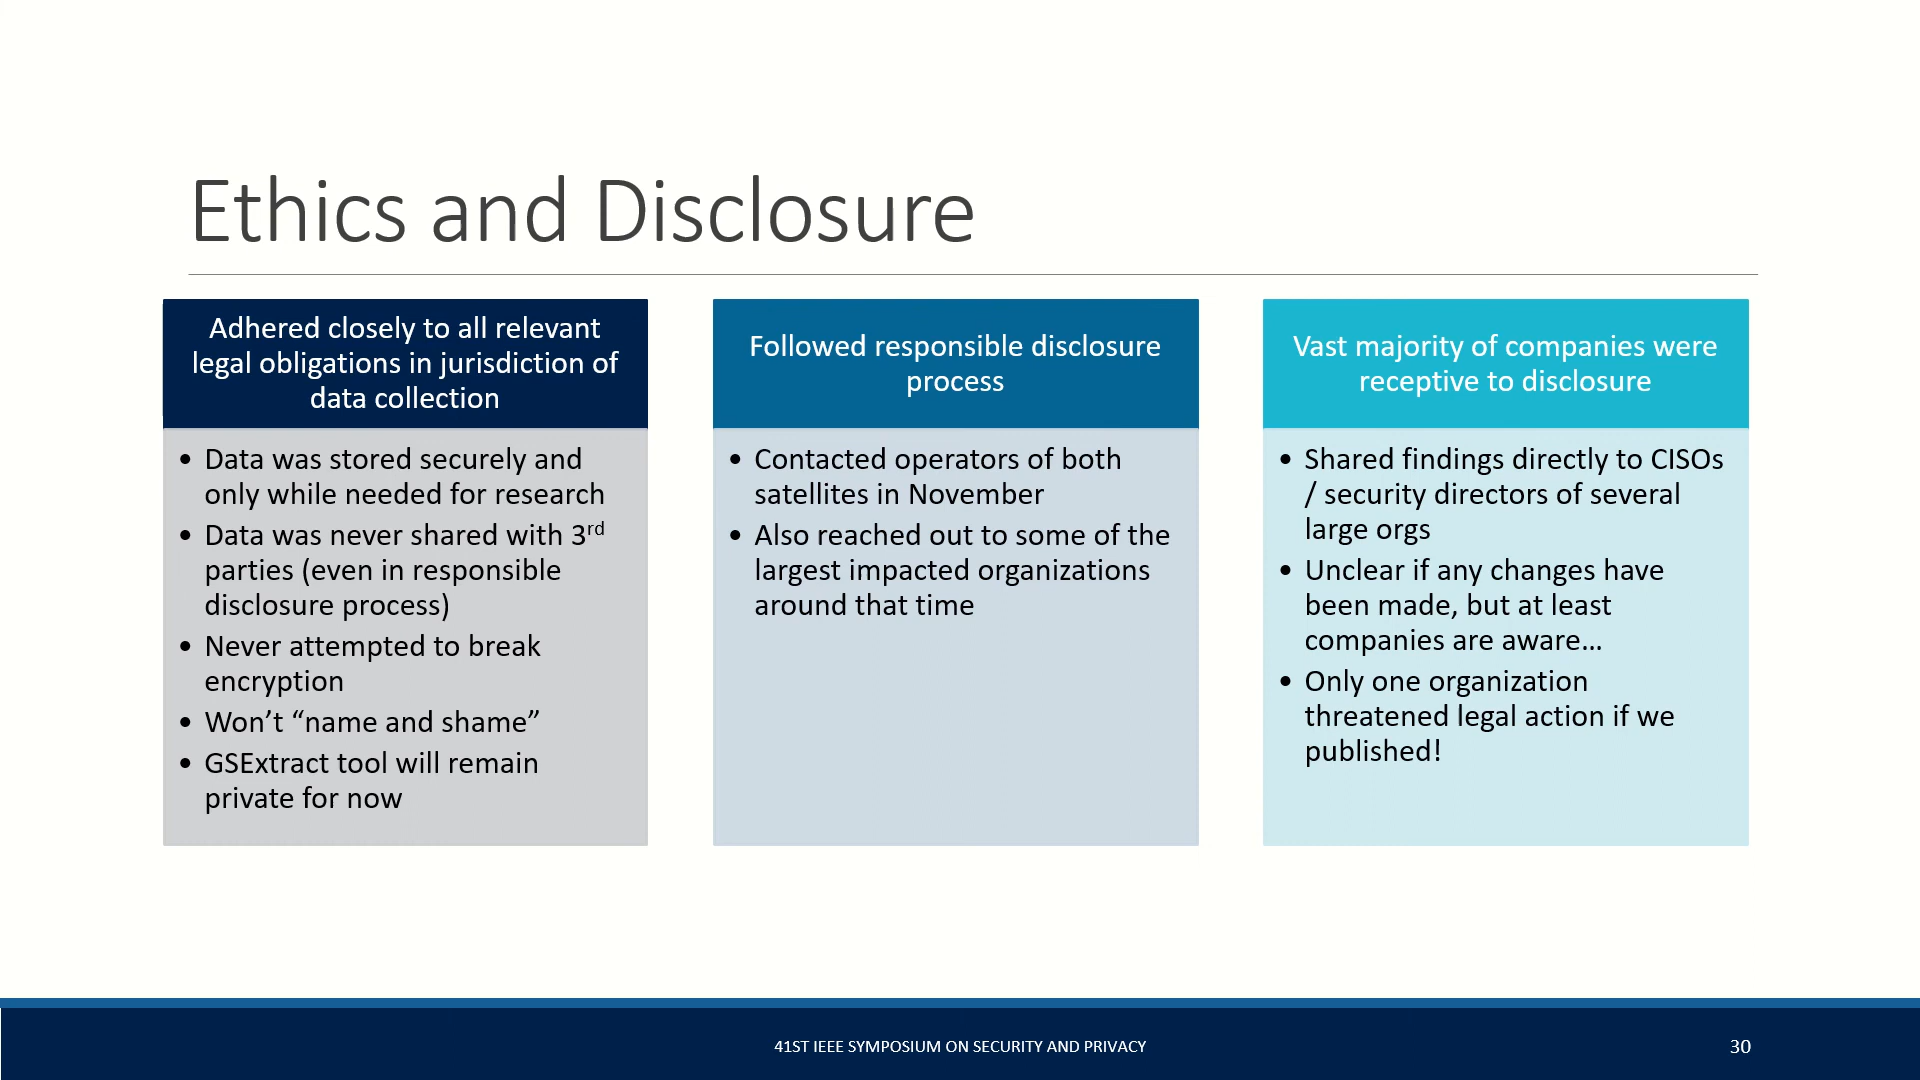 Ethics and Disclosure
Adhered closely to all relevant
legal obligations in jurisdiction of
data collection
• Data was stored securely and
only while needed for research
• Data was never shared with 3rd
parties (even in responsible
disclosure process)
• Never attempted to break
encryption
• Won’t “name and shame”
• GSExtract tool will remain
private for now
Followed responsible disclosure
process
• Contacted operators of both
satellites in November
• Also reached out to some of the
largest impacted organizations
around that time
Vast majority of companies were
receptive to disclosure
• Shared findings directly to CISOs
/ security directors of several
large orgs
• Unclear if any changes have
been made, but at least
companies are aware…
• Only one organization
threatened legal action if we
published!
41ST IEEE SYMPOSIUM ON SECURITY AND PRIVACY
30